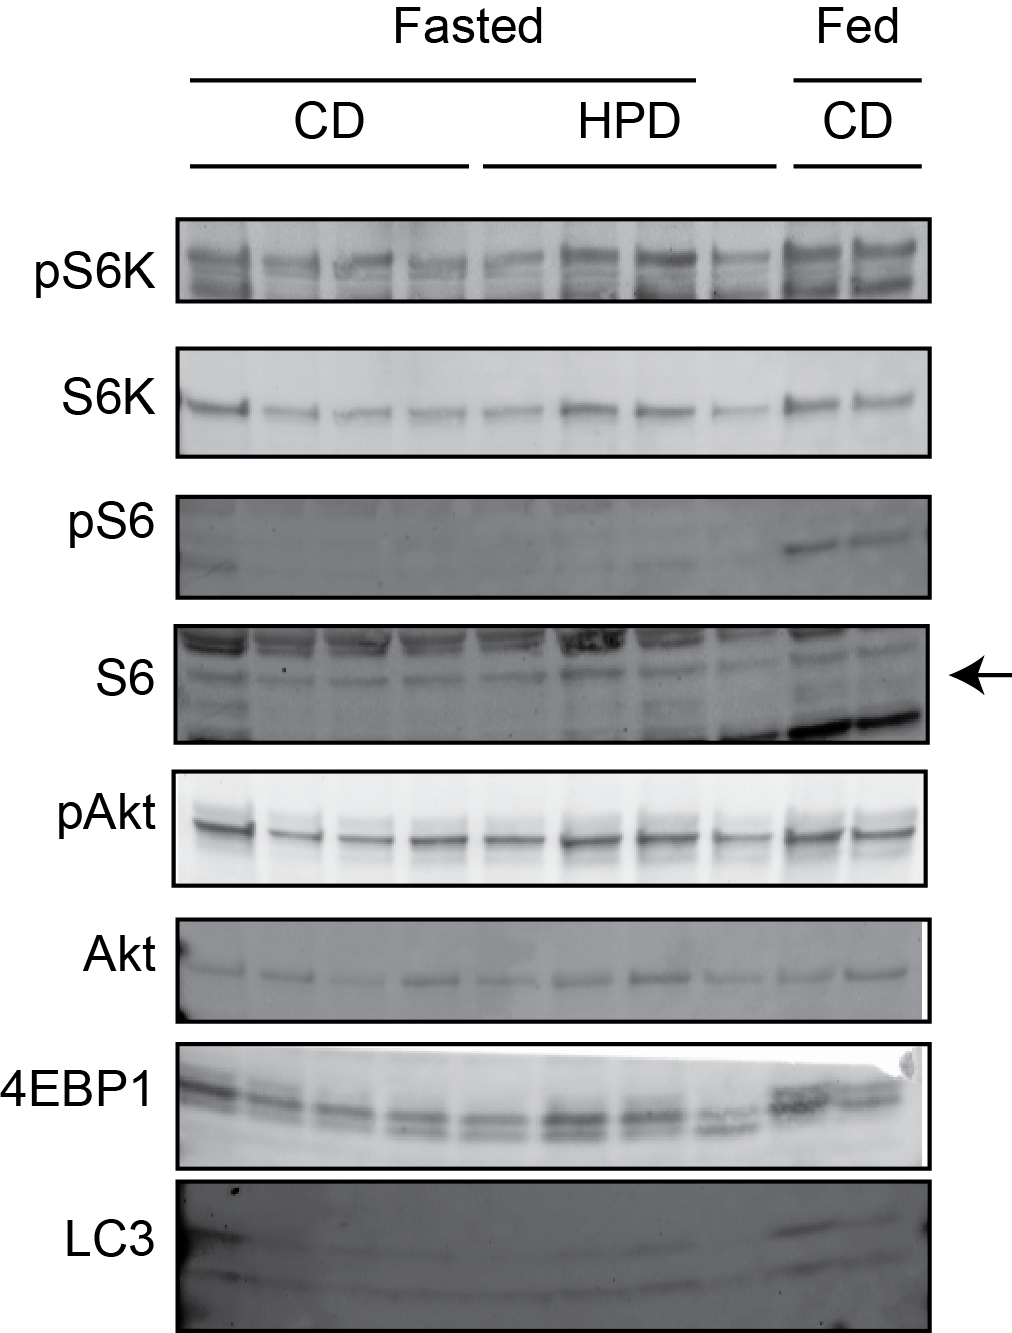 Fasted Fed
CD HPD CD
pS6K
S6K
pS6
S6
pAkt
Akt
4EBP1
LC3